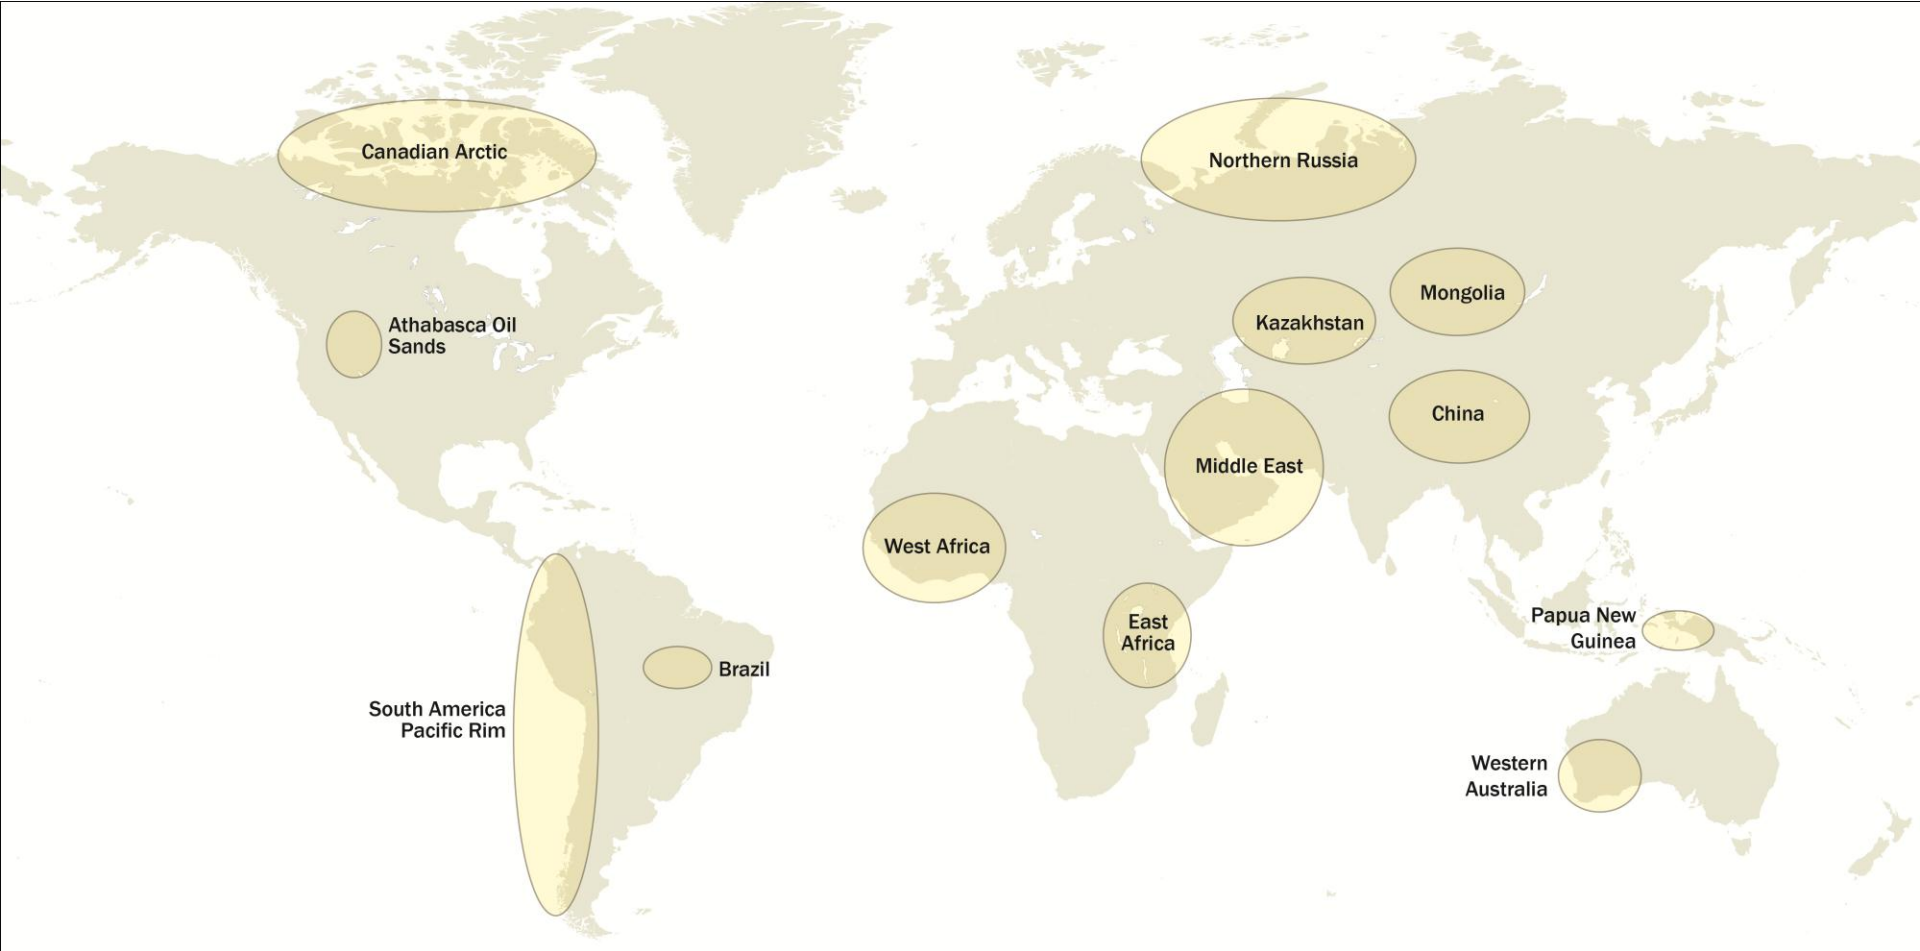 Canadian Arctic
Northern Russia
Mongolia
Athabasca Oil
Sands
Kazakhstan
China
Middle East
West Africa
East
Africa
Papua New
Guinea
Brazil
South America
Pacific Rim
Western
Australia